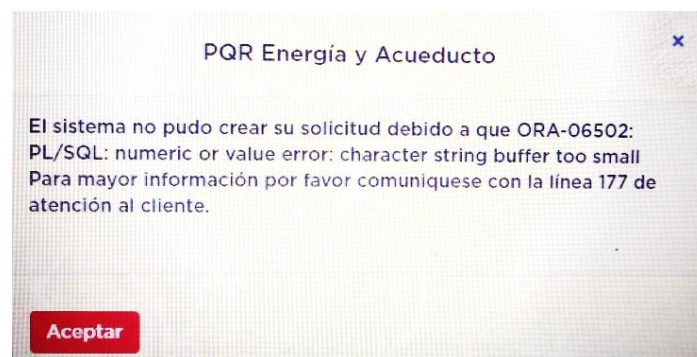 PQR Energía y Acueducto
x
El sistema no pudo crear su solicitud debido a que ORA-06502:
PL/SQL: numeric or value error: character string buffer too small
Para mayor información por favor comuniquese con la línea 177 de
atención al cliente.
Aceptar